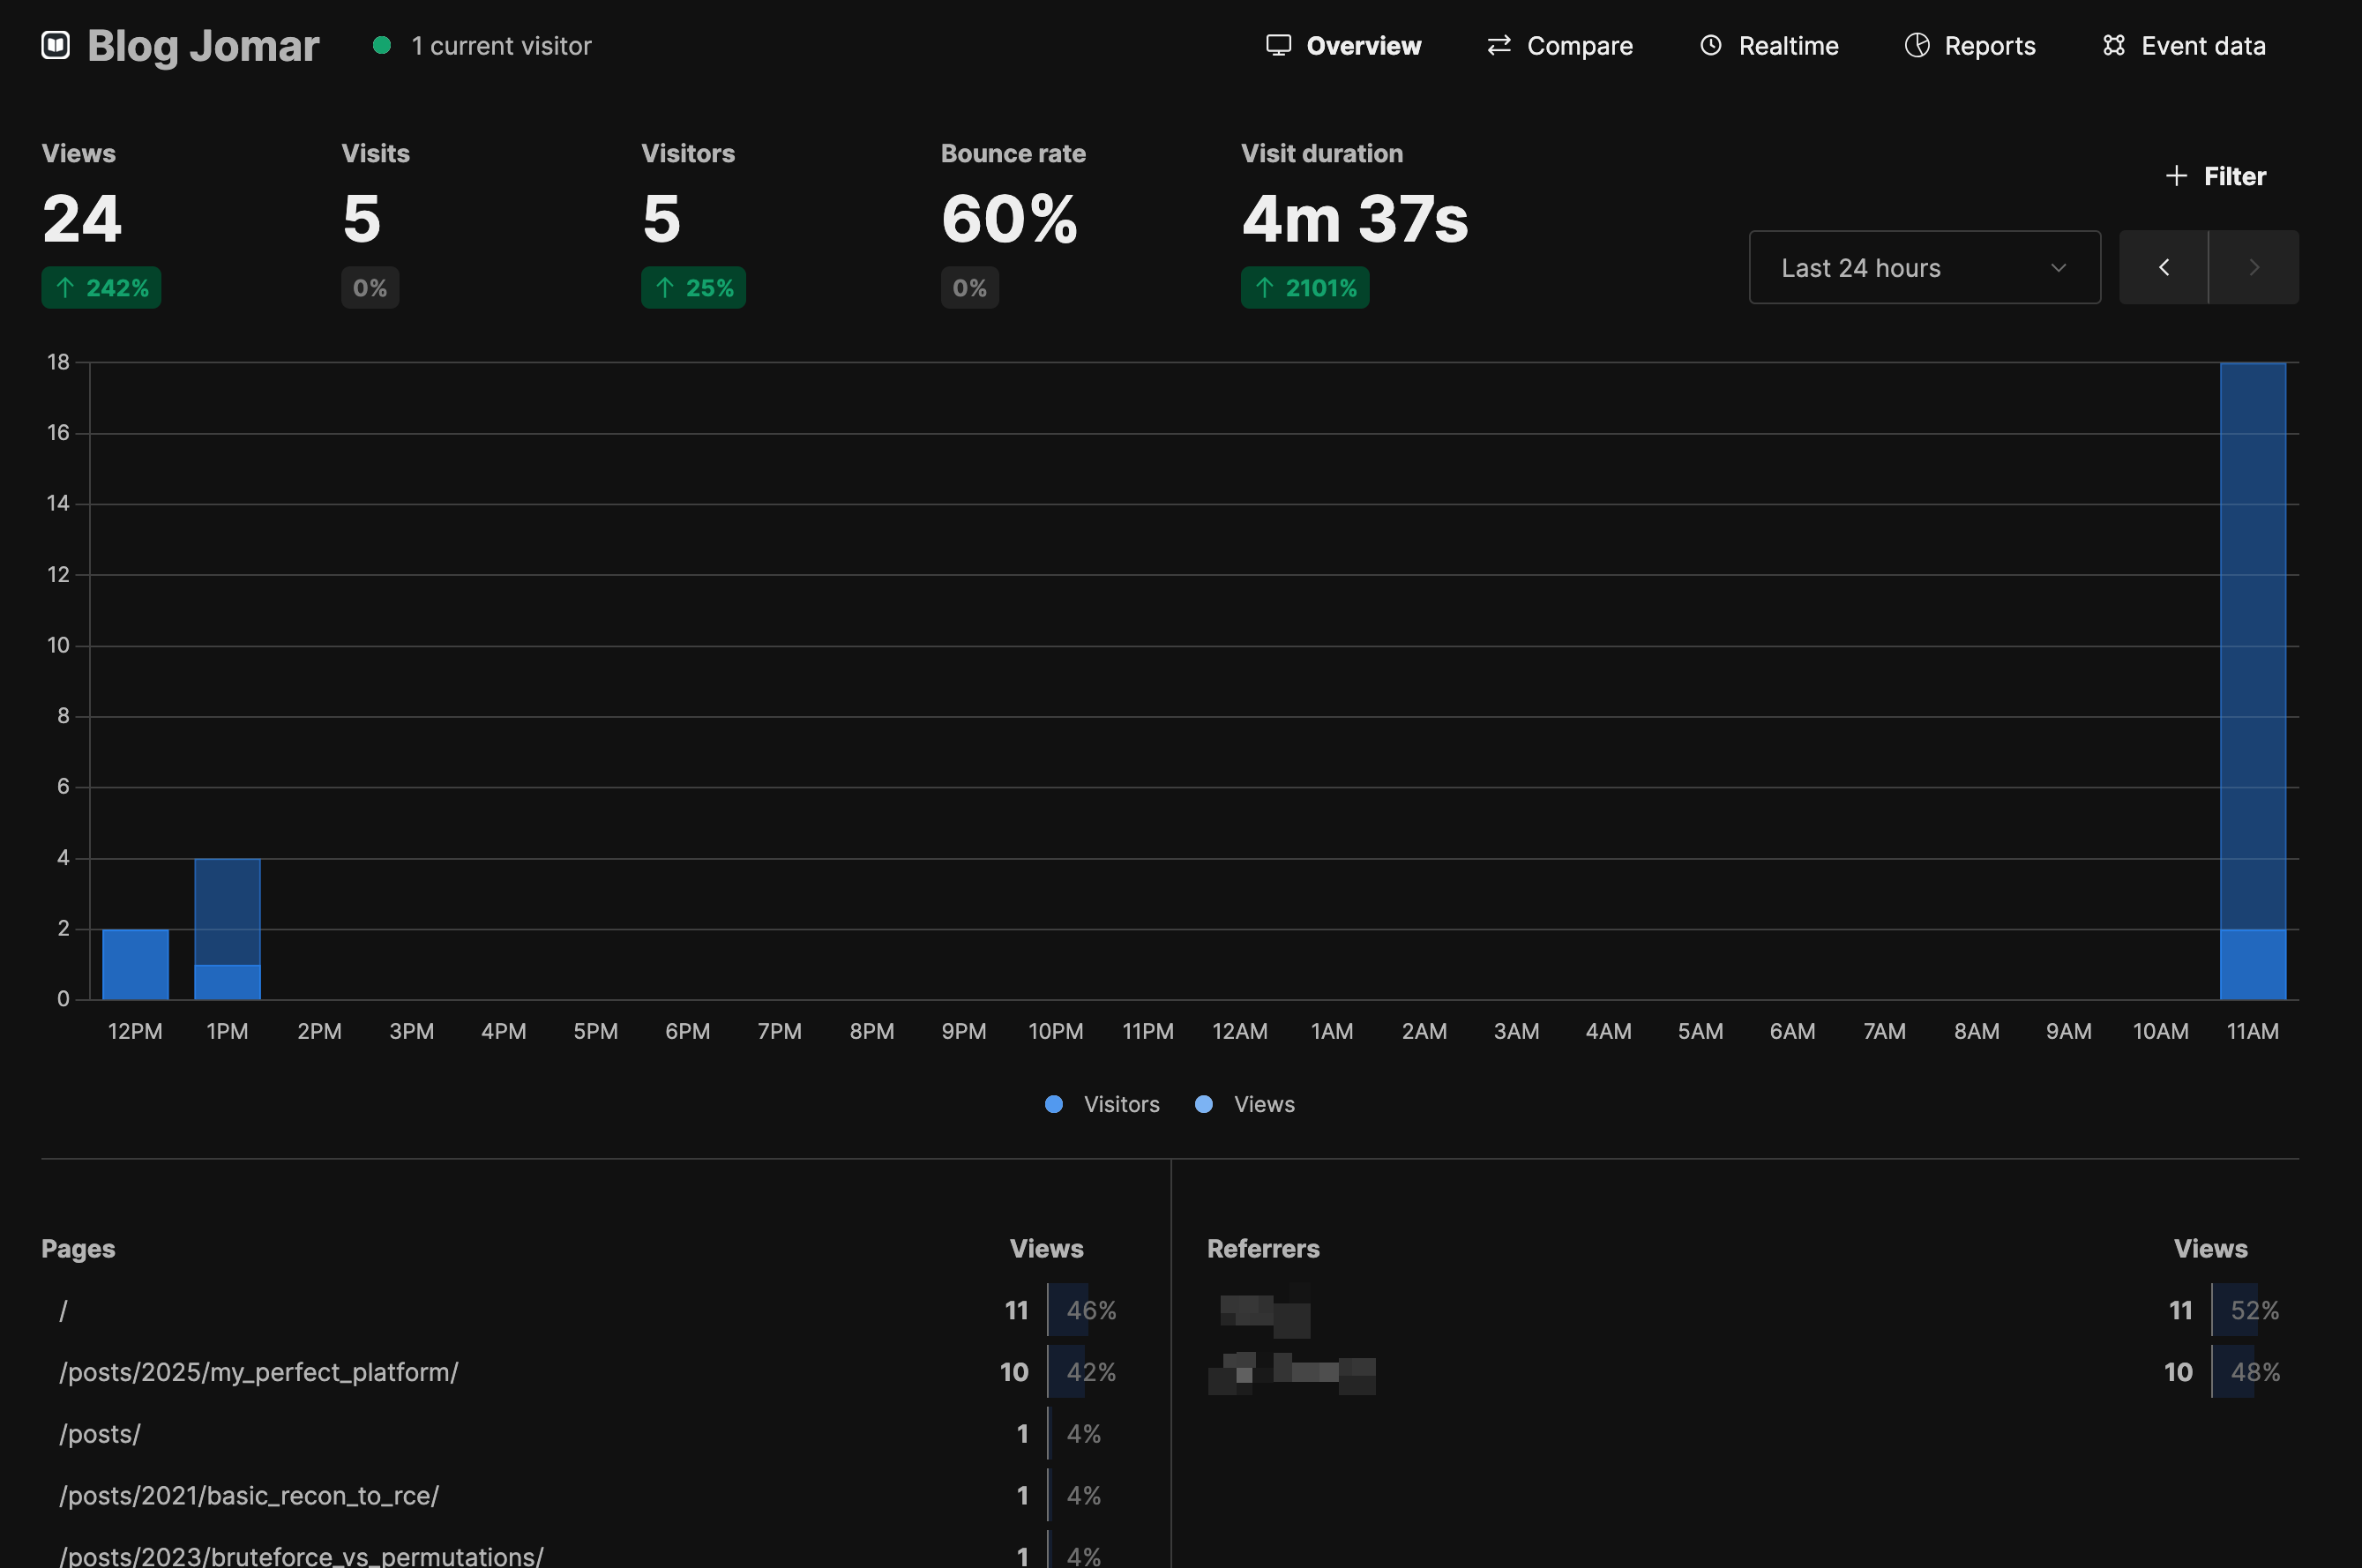 Blog Jomar 1 current visitor Overview Compare Realtime Reports Event data
Views Visits Visitors Bounce rate Visit duration
+ Filter
24 5 5 60% 4m 37s
↑ 242% 0% ↑ 25% 0% ↑ 2101%
Last 24 hours
18
16
14
12
10
8
6
4
2
0
12PM 1PM 2PM 3PM 4PM 5PM 6PM 7PM 8PM 9PM 10PM 11PM 12AM 1AM 2AM 3AM 4AM 5AM 6AM 7AM 8AM 9AM 10AM 11AM
Visitors Views
Pages Views
/ 11 46%
/posts/2025/my_perfect_platform/ 10 42%
/posts/ 1 4%
/posts/2021/basic_recon_to_rce/ 1 4%
/posts/2023/bruteforce_vs_permutations/ 1 4%
Referrers Views
11 52%
10 48%